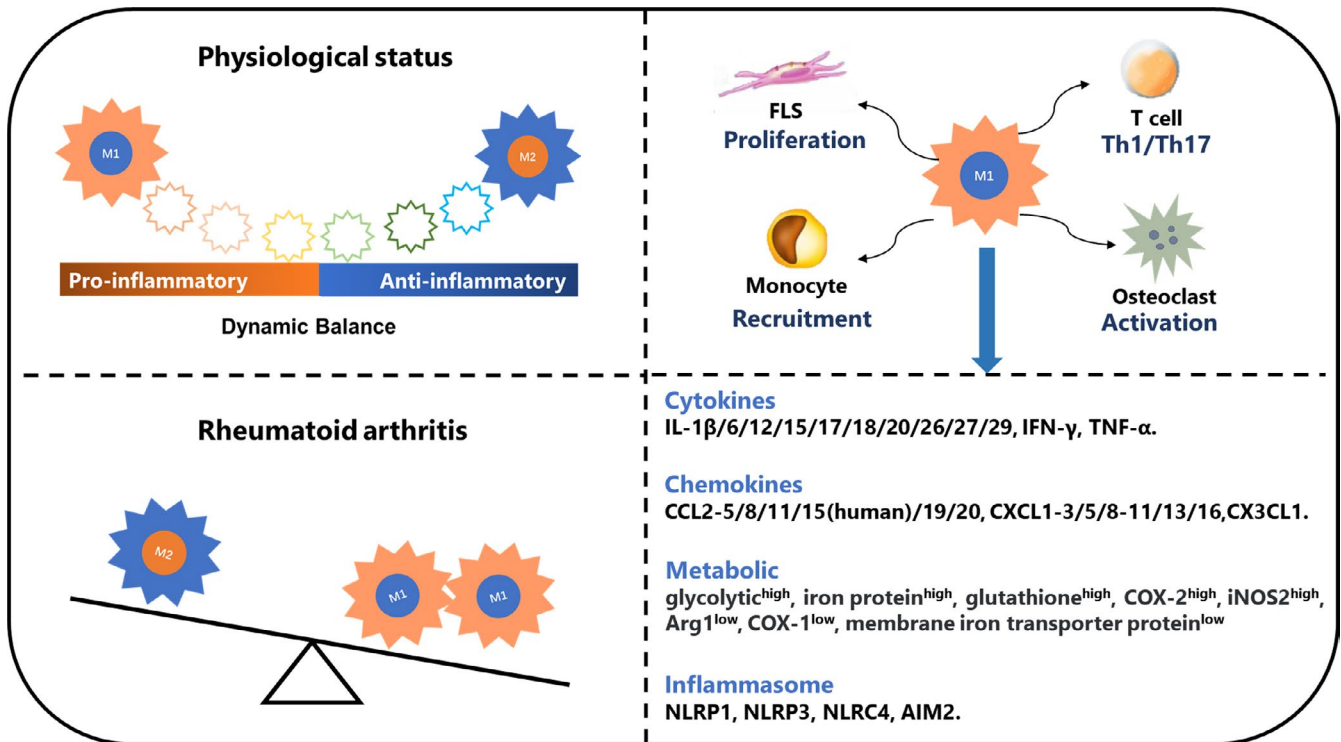 Physiological status
M1
M2
Pro-inflammatory
Anti-inflammatory
Dynamic Balance
FLS
Proliferation
T cell
Th1/Th17
M1
Monocyte
Recruitment
Osteoclast
Activation
Rheumatoid arthritis
M2
M1
M1
Cytokines
IL-1β/6/12/15/17/18/20/26/27/29, IFN-γ, TNF-α.
Chemokines
CCL2-5/8/11/15(human)/19/20, CXCL1-3/5/8-11/13/16,CX3CL1.
Metabolic
glycolytic^high, iron protein^high, glutathione^high, COX-2^high, iNOS2^high,
Arg1^low, COX-1^low, membrane iron transporter protein^low
Inflammasome
NLRP1, NLRP3, NLRC4, AIM2.